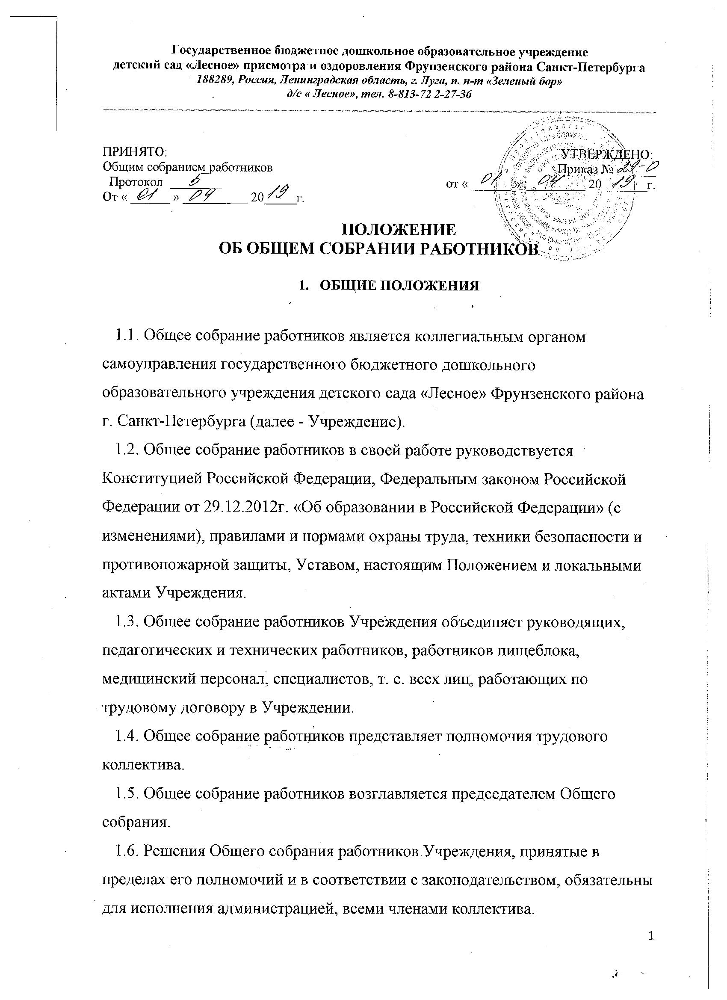 Государственное бюджетное дошкольное образовательное учреждение
детский сад «Лесное» присмотра и оздоровления Фрунзенского района Санкт-Петербурга
188289, Россия, Ленинградская область, г. Луга, п. п-т «Зеленый бор»
д/с « Лесное», тел. 8-813-72 2-27-36
ПРИНЯТО:
Общим собранием работников
Протокол 5
От « 01 » 04 2019 г.
УТВЕРЖДЕНО:
Приказ № 29-О
от « 01 » 04 2019 г.
ПОЛОЖЕНИЕ
ОБ ОБЩЕМ СОБРАНИИ РАБОТНИКОВ
1. ОБЩИЕ ПОЛОЖЕНИЯ
1.1. Общее собрание работников является коллегиальным органом
самоуправления государственного бюджетного дошкольного
образовательного учреждения детского сада «Лесное» Фрунзенского района
г. Санкт-Петербурга (далее - Учреждение).
1.2. Общее собрание работников в своей работе руководствуется
Конституцией Российской Федерации, Федеральным законом Российской
Федерации от 29.12.2012г. «Об образовании в Российской Федерации» (с
изменениями), правилами и нормами охраны труда, техники безопасности и
противопожарной защиты, Уставом, настоящим Положением и локальными
актами Учреждения.
1.3. Общее собрание работников Учреждения объединяет руководящих,
педагогических и технических работников, работников пищеблока,
медицинский персонал, специалистов, т. е. всех лиц, работающих по
трудовому договору в Учреждении.
1.4. Общее собрание работников представляет полномочия трудового
коллектива.
1.5. Общее собрание работников возглавляется председателем Общего
собрания.
1.6. Решения Общего собрания работников Учреждения, принятые в
пределах его полномочий и в соответствии с законодательством, обязательны
для исполнения администрацией, всеми членами коллектива.
1